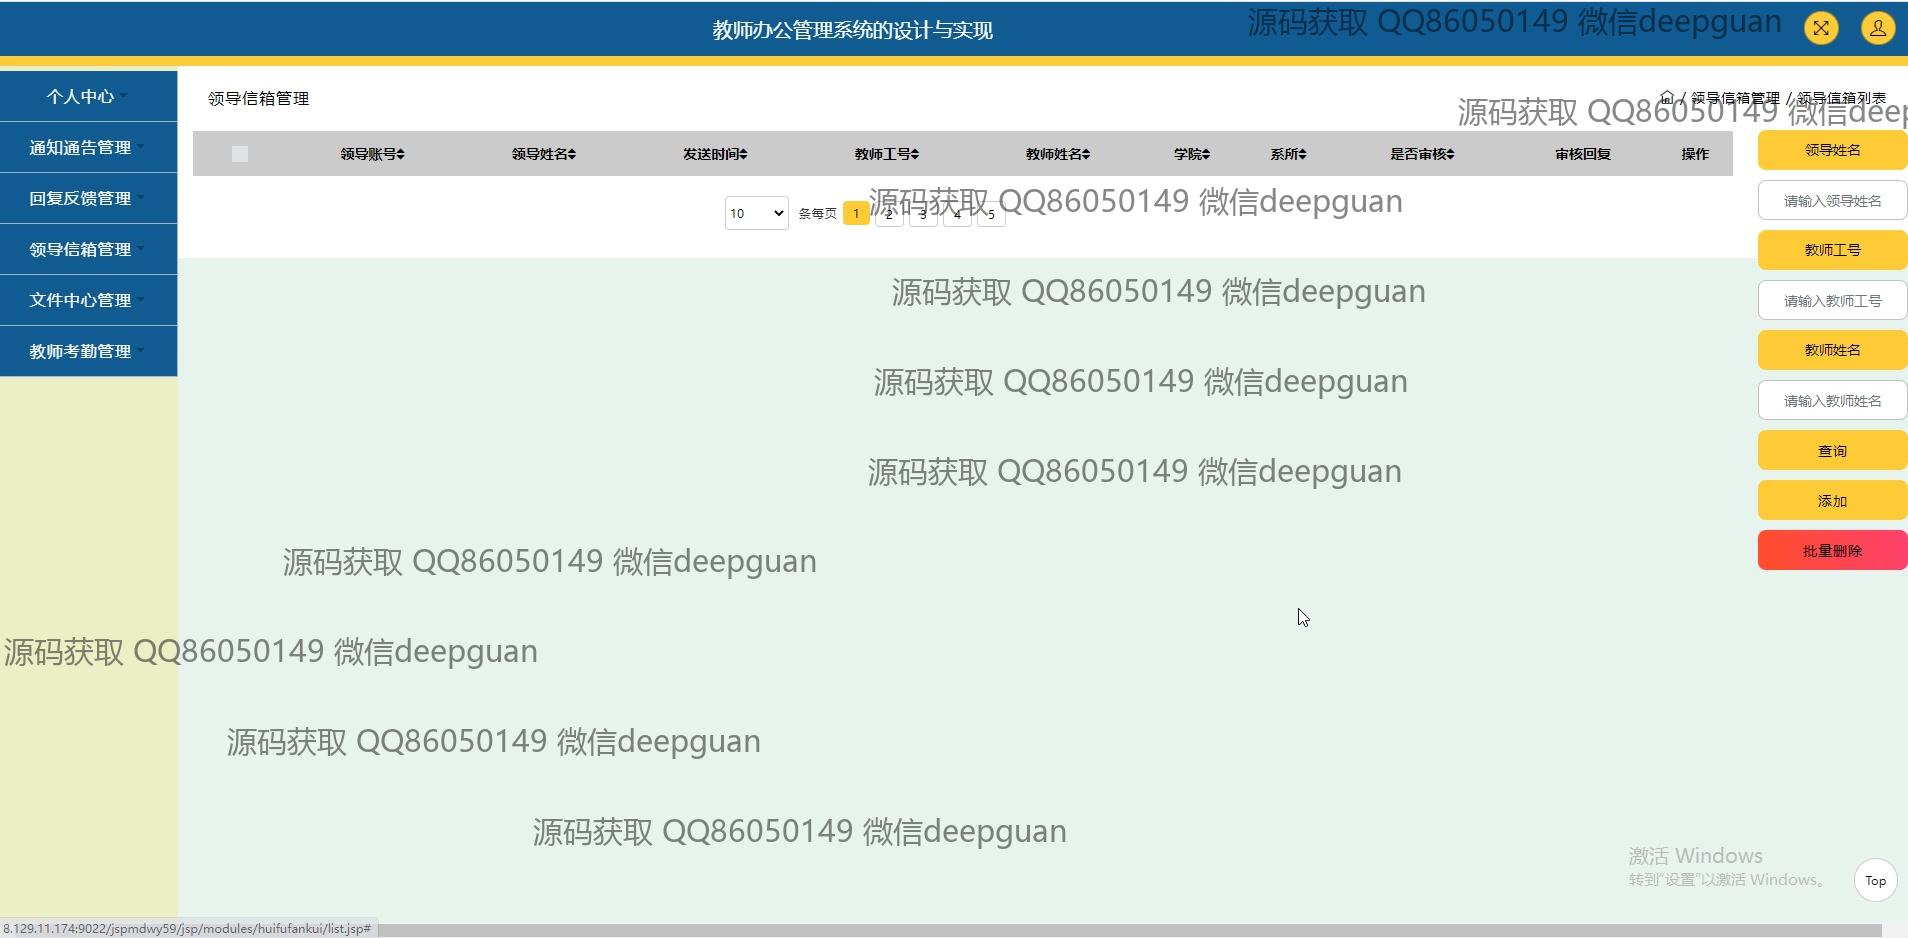 教师办公管理系统的设计与实现
源码获取 QQ86050149 微信deepguan
个人中心
通知通告管理
回复反馈管理
领导信箱管理
文件中心管理
教师考勤管理
领导信箱管理
/ 领导信箱管理 / 领导信箱列表
源码获取 QQ86050149 微信deep
领导账号 领导姓名 发送时间 教师工号 教师姓名 学院 系所 是否审核 审核回复 操作
10 条每页 1 2 3 4 5
源码获取 QQ86050149 微信deepguan
领导姓名
请输入领导姓名
教师工号
请输入教师工号
教师姓名
请输入教师姓名
查询
添加
批量删除
源码获取 QQ86050149 微信deepguan
源码获取 QQ86050149 微信deepguan
源码获取 QQ86050149 微信deepguan
源码获取 QQ86050149 微信deepguan
源码获取 QQ86050149 微信deepguan
源码获取 QQ86050149 微信deepguan
源码获取 QQ86050149 微信deepguan
激活 Windows
转到"设置"以激活 Windows。
Top
8.129.11.174:9022/jspmdwy59/jsp/modules/huifufankui/list.jsp#